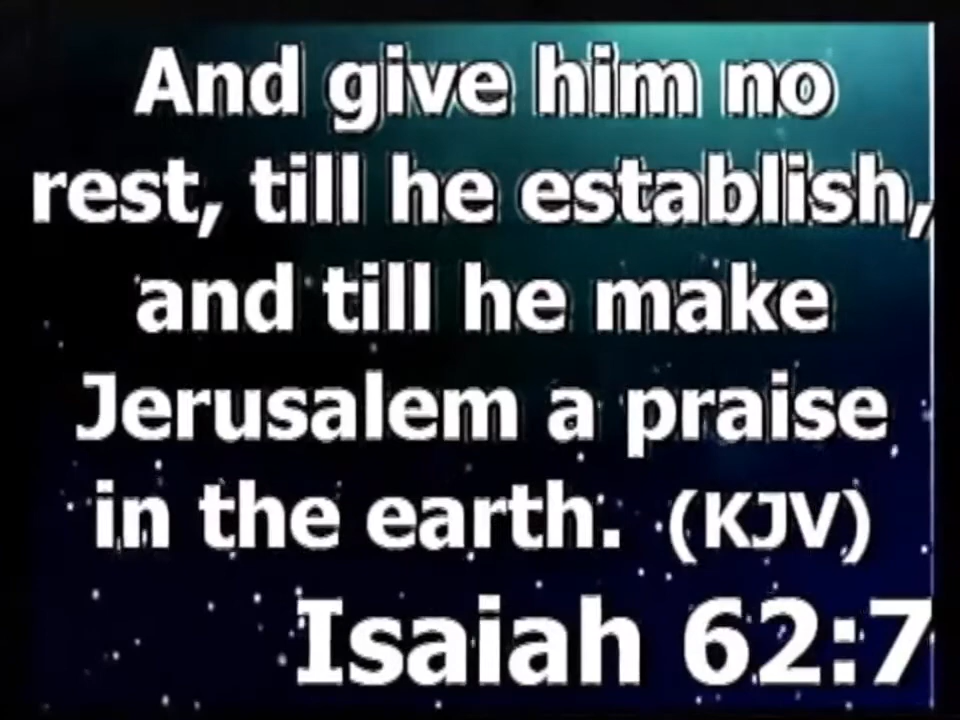 And give him no
rest, till he establish,
and till he make
Jerusalem a praise
in the earth. (KJV)
Isaiah 62:7